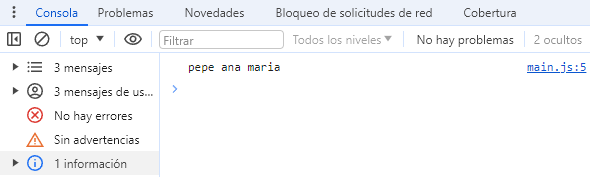 Consola Problemas Novedades Bloqueo de solicitudes de red Cobertura
top Filtrar Todos los niveles No hay problemas 2 ocultos
3 mensajes
3 mensajes de us...
No hay errores
Sin advertencias
1 información
pepe ana maria main.js:5